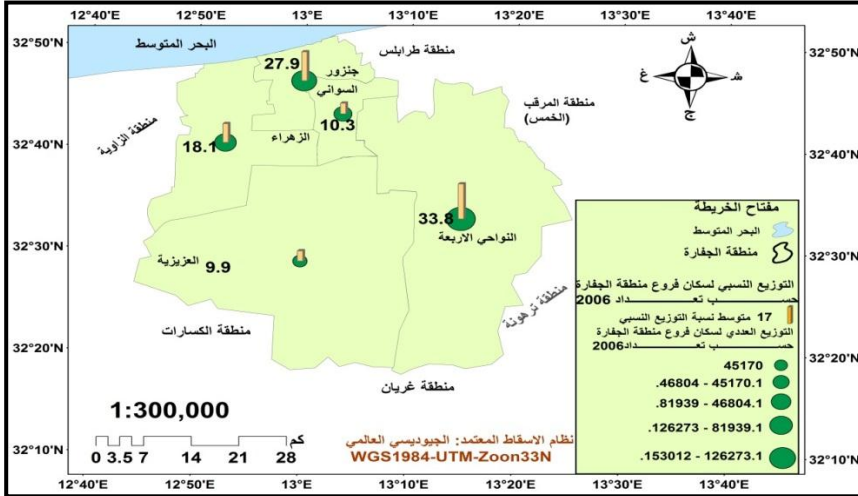 12°40'E 12°50'E 13°E 13°10'E 13°20'E 13°30'E 13°40'E
32°50'N
32°40'N
32°30'N
32°20'N
32°10'N
البحر المتوسط
منطقة طرابلس
27.9
جنزور
السواني
10.3
الزهراء
18.1
منطقة الزاوية
منطقة المرقب
(الخمس)
33.8
النواحي الاربعة
العزيزية
9.9
منطقة ترهونة
منطقة الكسارات
منطقة غريان
ش
غ
شـ
ج
مفتاح الخريطة
البحر المتوسط
منطقة الجفارة
التوزيع النسبي لسكان فروع منطقة الجفارة
حســــب تعـــــداد 2006
17 متوسط نسبة التوزيع النسبي
التوزيع العددي لسكان فروع منطقة الجفارة
حســــب تعـــــداد2006
45170
.46804 - 45170.1
.81939 - 46804.1
.126273 - 81939.1
.153012 - 126273.1
1:300,000
كم
0 3.5 7 14 21 28
نظام الاسقاط المعتمد: الجيوديسي العالمي
WGS1984-UTM-Zoon33N
32°50'N
32°40'N
32°30'N
32°20'N
32°10'N
12°40'E 12°50'E 13°E 13°10'E 13°20'E 13°30'E 13°40'E